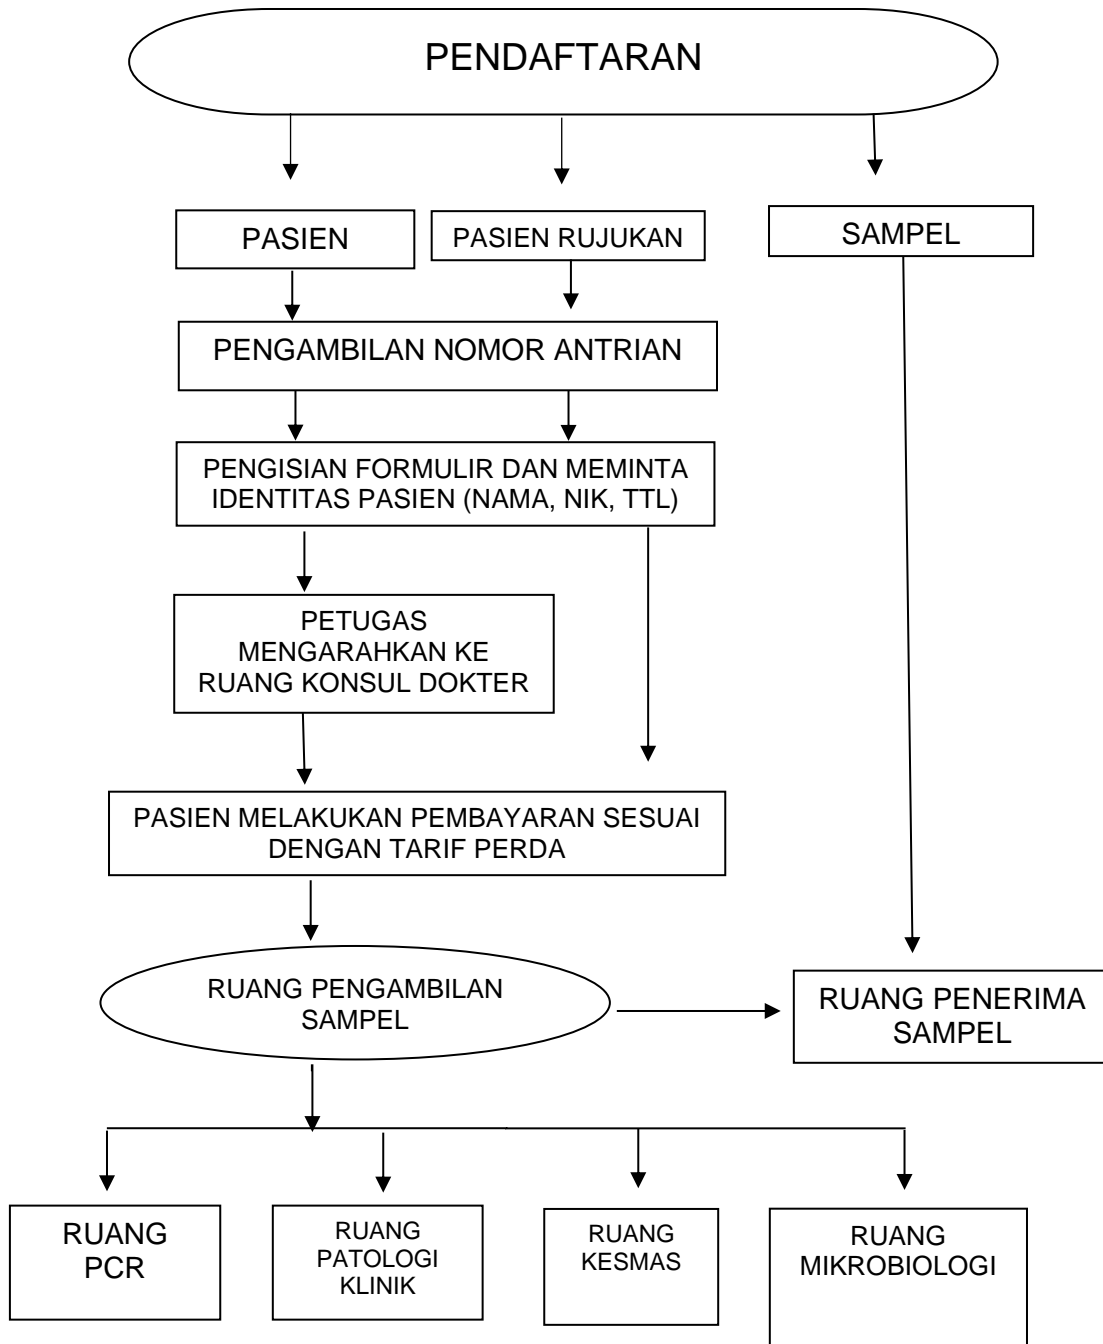 PENDAFTARAN
PASIEN
PASIEN RUJUKAN
SAMPEL
PENGAMBILAN NOMOR ANTRIAN
PENGISIAN FORMULIR DAN MEMINTA
IDENTITAS PASIEN (NAMA, NIK, TTL)
PETUGAS
MENGARAHKAN KE
RUANG KONSUL DOKTER
PASIEN MELAKUKAN PEMBAYARAN SESUAI
DENGAN TARIF PERDA
RUANG PENGAMBILAN
SAMPEL
RUANG PENERIMA
SAMPEL
RUANG
PCR
RUANG
PATOLOGI
KLINIK
RUANG
KESMAS
RUANG
MIKROBIOLOGI